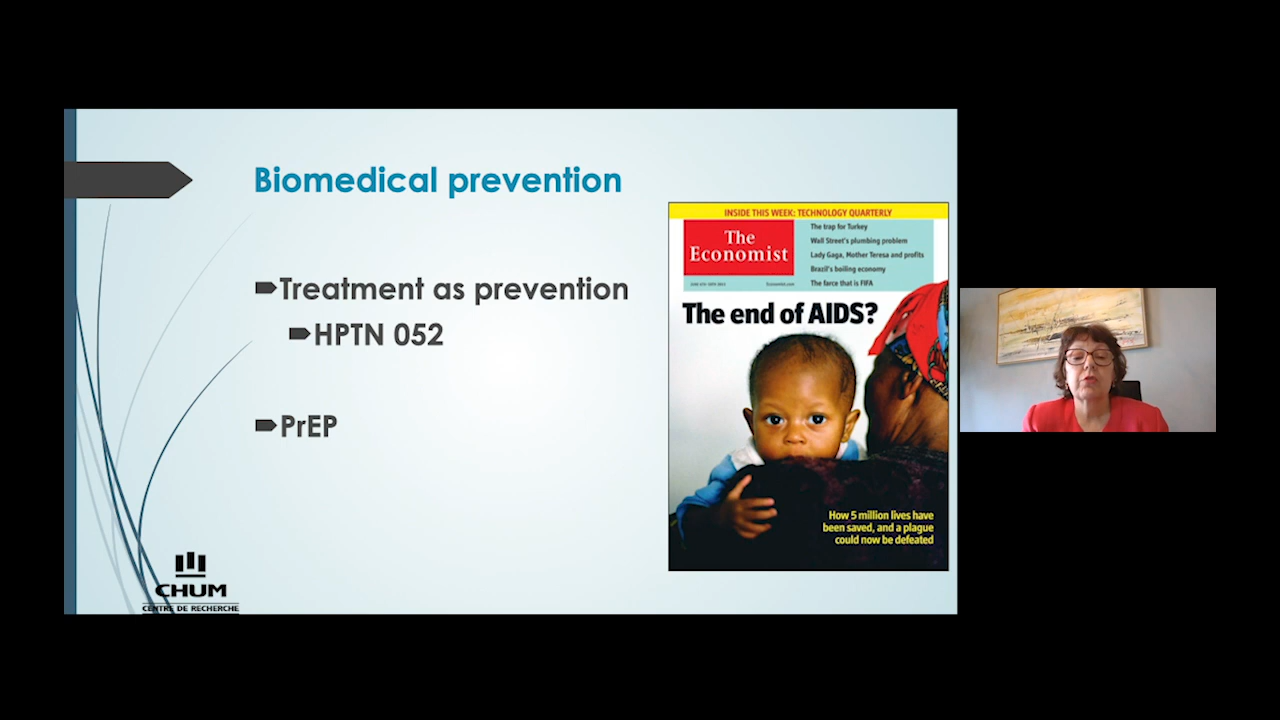 Biomedical prevention
Treatment as prevention
HPTN 052
PrEP
INSIDE THIS WEEK: TECHNOLOGY QUARTERLY
The
Economist
The trap for Turkey
Wall Street's plumbing problem
Lady Gaga, Mother Teresa and profits
Brazil's boiling economy
The farce that is FIFA
Economist.com
The end of AIDS?
How 5 million lives have
been saved, and a plague
could now be defeated
CHUM
CENTRE DE RECHERCHE